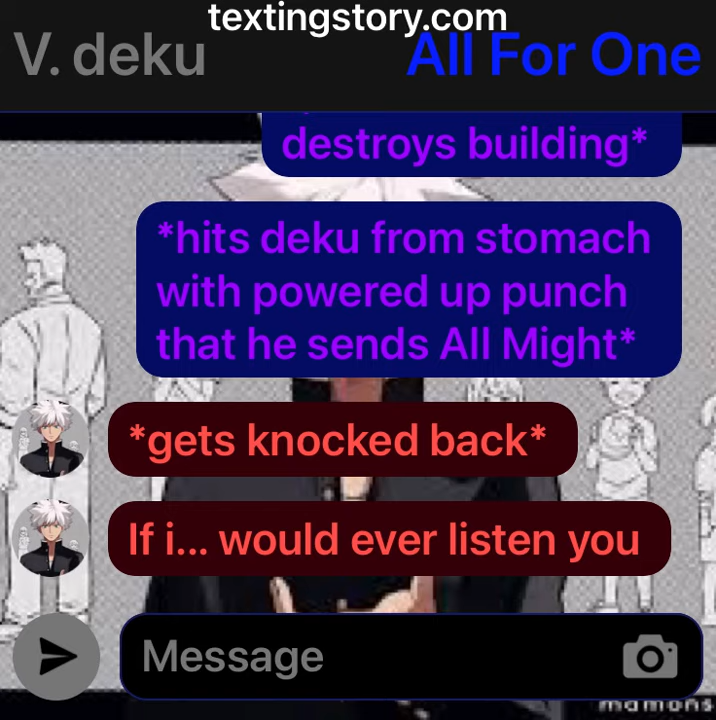 textingstory.com
V. deku All For One
destroys building*
*hits deku from stomach
with powered up punch
that he sends All Might*
*gets knocked back*
If i... would ever listen you
Message
mamons